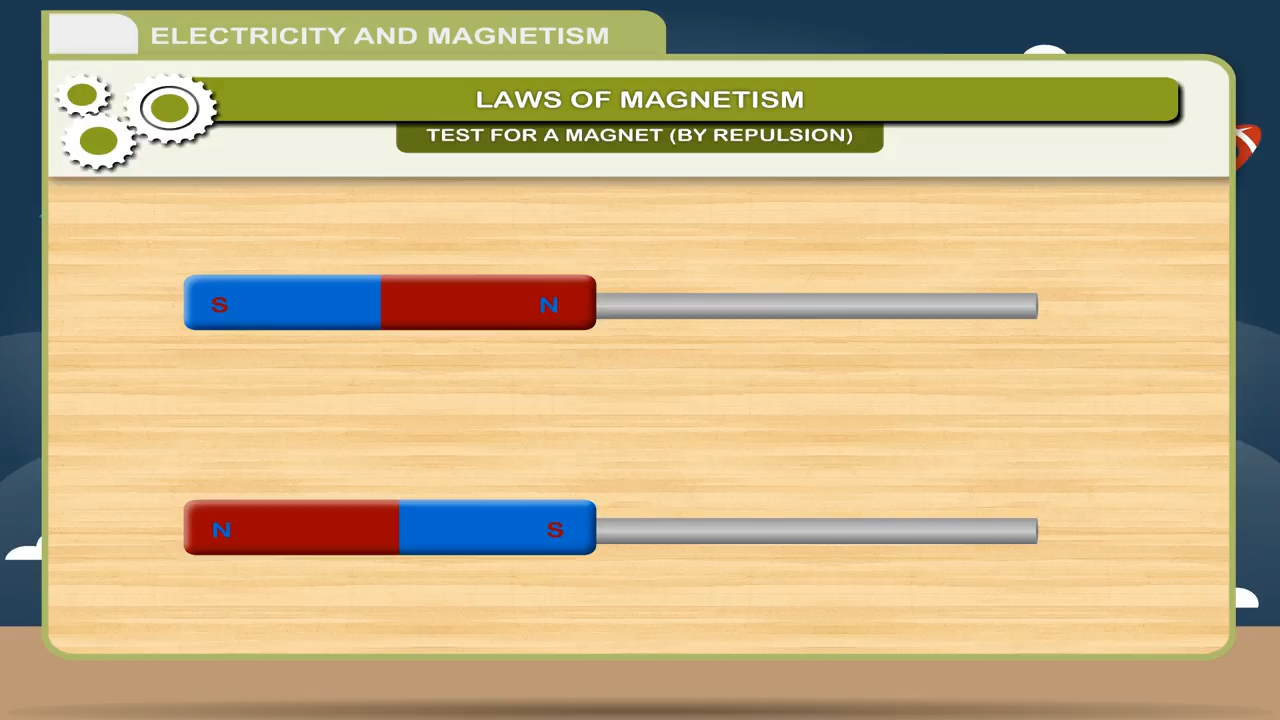 ELECTRICITY AND MAGNETISM
LAWS OF MAGNETISM
TEST FOR A MAGNET (BY REPULSION)
S N
N S